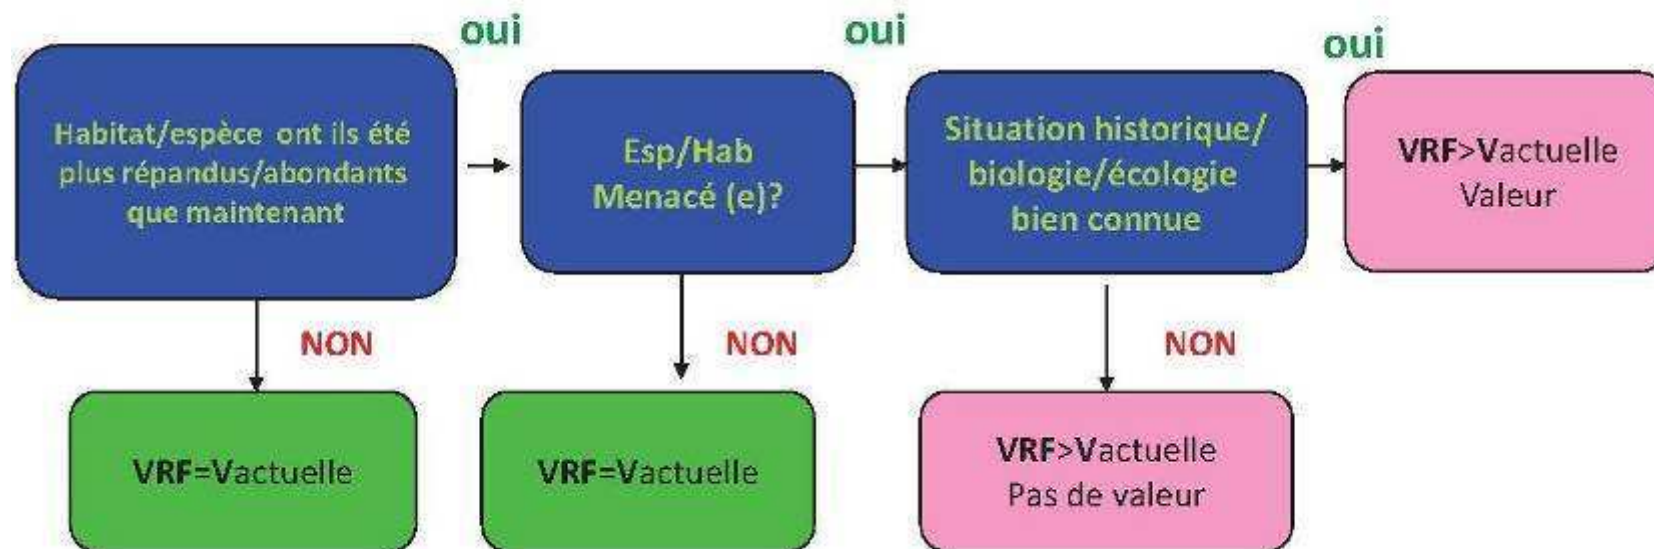 oui
oui
oui
Habitat/espèce ont ils été
plus répandus/abondants
que maintenant
Esp/Hab
Menacé (e)?
Situation historique/
biologie/écologie
bien connue
VRF>Vactuelle
Valeur
NON
NON
NON
VRF=Vactuelle
VRF=Vactuelle
VRF>Vactuelle
Pas de valeur